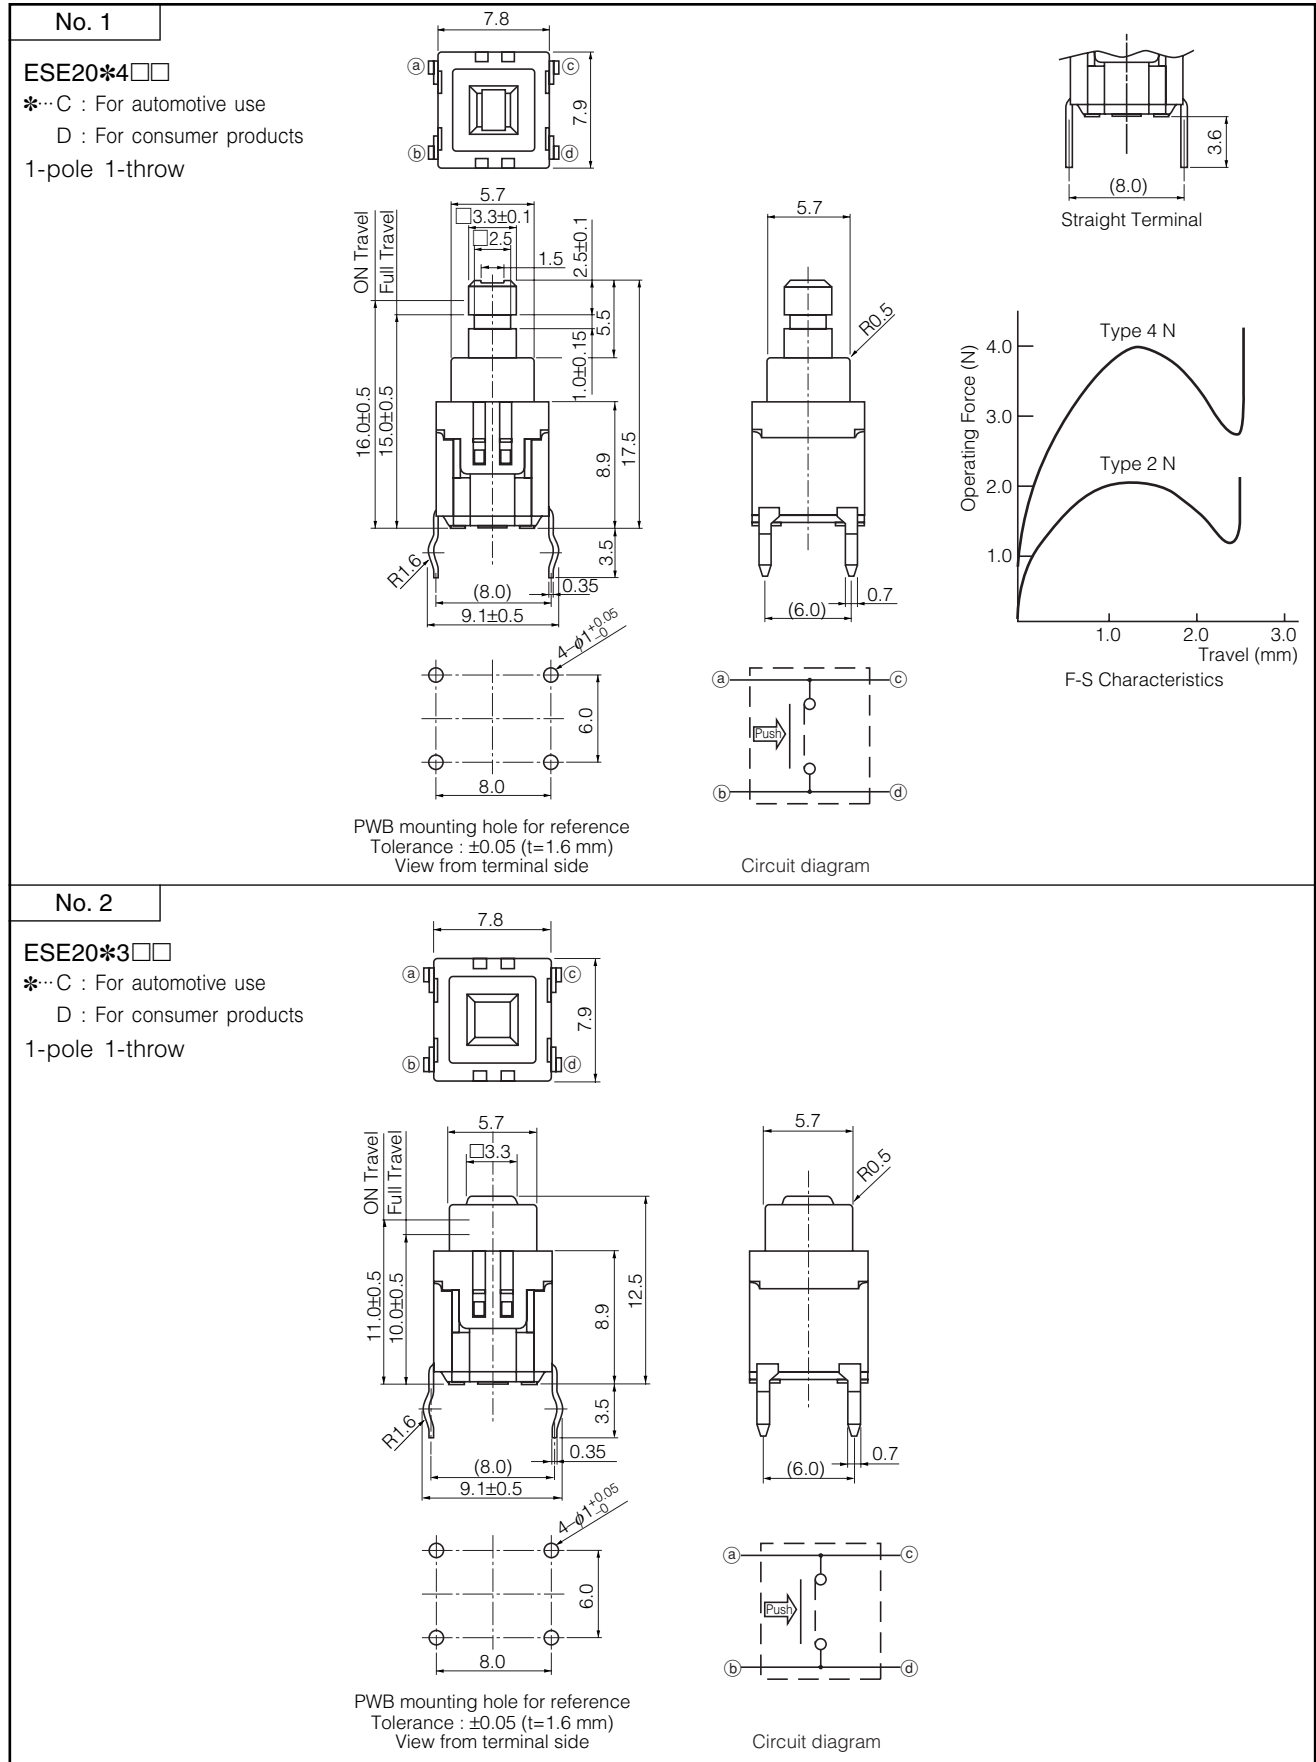 No. 1
ESE20✽4□□
✽…C : For automotive use
D : For consumer products
1-pole 1-throw
7.8
ⓐ
ⓒ
7.9
ⓑ
ⓓ
3.6
(8.0)
Straight Terminal
ON Travel
Full Travel
5.7
□3.3±0.1
□2.5
1.5
2.5±0.1
5.5
1.0±0.15
16.0±0.5
15.0±0.5
8.9
17.5
R1.6
3.5
0.35
(8.0)
9.1±0.5
5.7
R0.5
0.7
(6.0)
Operating Force (N)
4.0
3.0
2.0
1.0
Type 4 N
Type 2 N
1.0 2.0 3.0
Travel (mm)
F-S Characteristics
4-ϕ1+0.05 −0
6.0
8.0
PWB mounting hole for reference
Tolerance : ±0.05 (t=1.6 mm)
View from terminal side
ⓐ
ⓒ
Push
ⓑ
ⓓ
Circuit diagram
No. 2
ESE20✽3□□
✽…C : For automotive use
D : For consumer products
1-pole 1-throw
7.8
ⓐ
ⓒ
7.9
ⓑ
ⓓ
ON Travel
Full Travel
5.7
□3.3
11.0±0.5
10.0±0.5
8.9
12.5
R1.6
3.5
0.35
(8.0)
9.1±0.5
5.7
R0.5
0.7
(6.0)
4-ϕ1+0.05 −0
6.0
8.0
PWB mounting hole for reference
Tolerance : ±0.05 (t=1.6 mm)
View from terminal side
ⓐ
ⓒ
Push
ⓑ
ⓓ
Circuit diagram